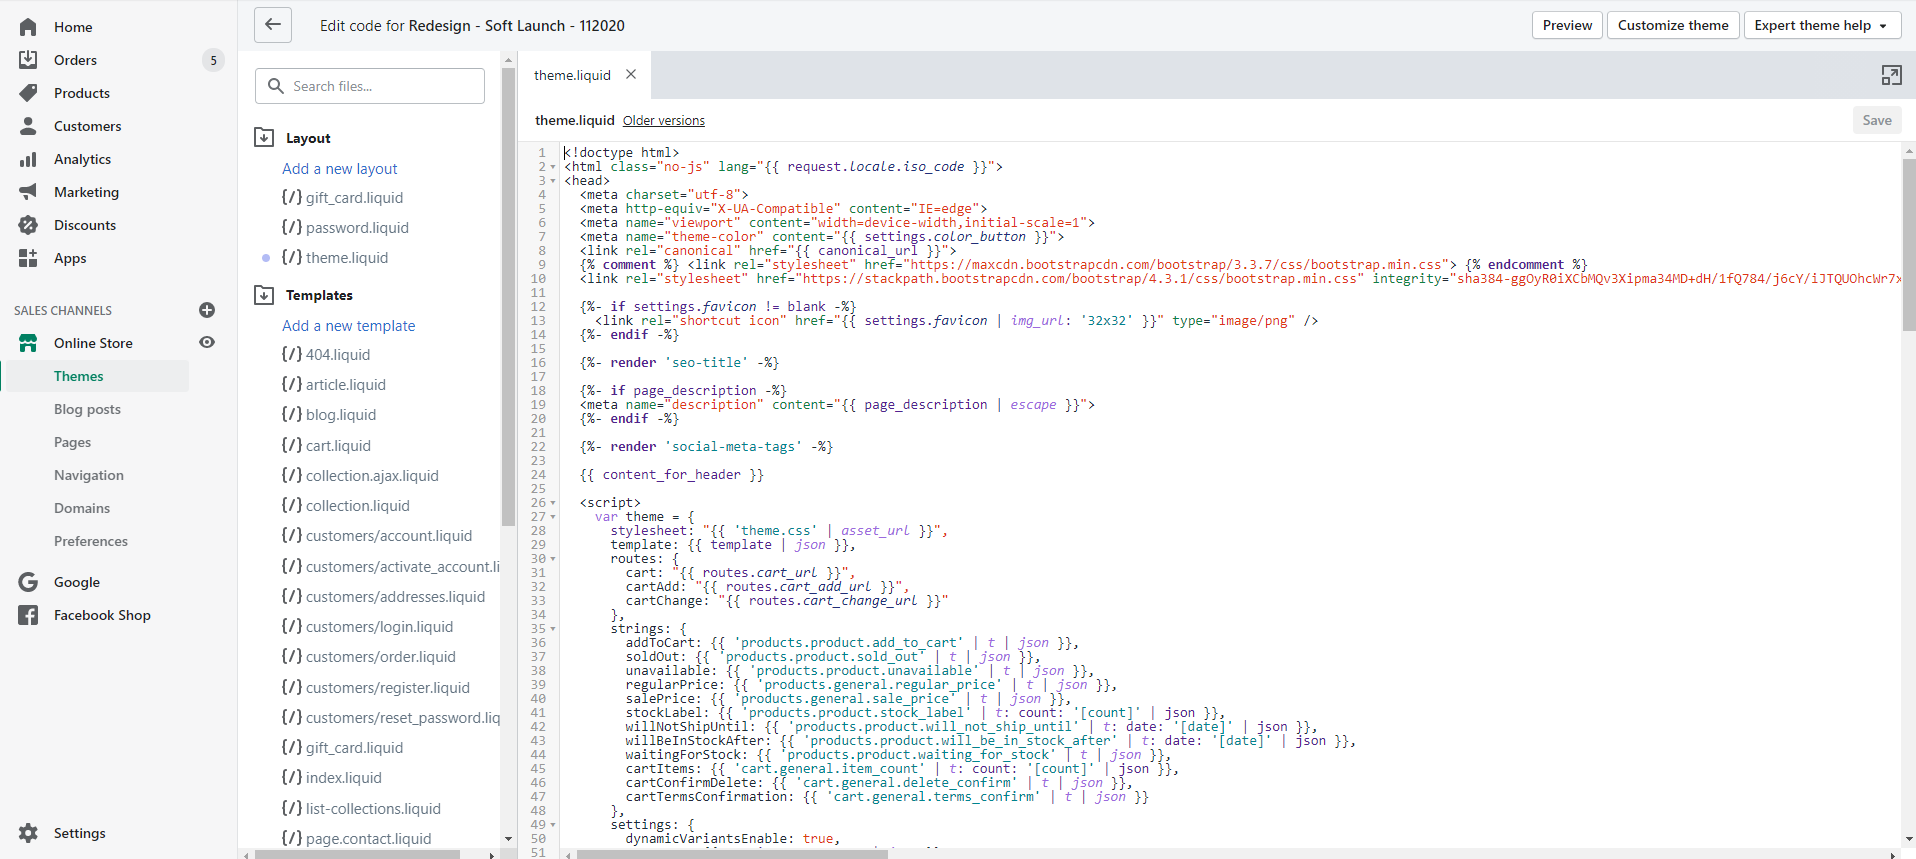 Home
Orders
5
Products
Customers
Analytics
Marketing
Discounts
Apps
SALES CHANNELS
Online Store
Themes
Blog posts
Pages
Navigation
Domains
Preferences
Google
Facebook Shop
Settings
Edit code for Redesign - Soft Launch - 112020
Preview
Customize theme
Expert theme help
Search files...
Layout
Add a new layout
{/} gift_card.liquid
{/} password.liquid
{/} theme.liquid
Templates
Add a new template
{/} 404.liquid
{/} article.liquid
{/} blog.liquid
{/} cart.liquid
{/} collection.ajax.liquid
{/} collection.liquid
{/} customers/account.liquid
{/} customers/activate_account.li
{/} customers/addresses.liquid
{/} customers/login.liquid
{/} customers/order.liquid
{/} customers/register.liquid
{/} customers/reset_password.liq
{/} gift_card.liquid
{/} index.liquid
{/} list-collections.liquid
{/} page.contact.liquid
theme.liquid
theme.liquid Older versions
Save
1 <!doctype html>
2 <html class="no-js" lang="{{ request.locale.iso_code }}">
3 <head>
4 <meta charset="utf-8">
5 <meta http-equiv="X-UA-Compatible" content="IE=edge">
6 <meta name="viewport" content="width=device-width,initial-scale=1">
7 <meta name="theme-color" content="{{ settings.color_button }}">
8 <link rel="canonical" href="{{ canonical_url }}">
9 {% comment %} <link rel="stylesheet" href="https://maxcdn.bootstrapcdn.com/bootstrap/3.3.7/css/bootstrap.min.css"> {% endcomment %}
10 <link rel="stylesheet" href="https://stackpath.bootstrapcdn.com/bootstrap/4.3.1/css/bootstrap.min.css" integrity="sha384-ggOyR0iXCbMQv3Xipma34MD+dH/1fQ784/j6cY/iJTQUOhcWr7x
11
12 {%- if settings.favicon != blank -%}
13 <link rel="shortcut icon" href="{{ settings.favicon | img_url: '32x32' }}" type="image/png" />
14 {%- endif -%}
15
16 {%- render 'seo-title' -%}
17
18 {%- if page_description -%}
19 <meta name="description" content="{{ page_description | escape }}">
20 {%- endif -%}
21
22 {%- render 'social-meta-tags' -%}
23
24 {{ content_for_header }}
25
26 <script>
27 var theme = {
28 stylesheet: "{{ 'theme.css' | asset_url }}",
29 template: {{ template | json }},
30 routes: {
31 cart: "{{ routes.cart_url }}",
32 cartAdd: "{{ routes.cart_add_url }}",
33 cartChange: "{{ routes.cart_change_url }}"
34 },
35 strings: {
36 addToCart: {{ 'products.product.add_to_cart' | t | json }},
37 soldOut: {{ 'products.product.sold_out' | t | json }},
38 unavailable: {{ 'products.product.unavailable' | t | json }},
39 regularPrice: {{ 'products.general.regular_price' | t | json }},
40 salePrice: {{ 'products.general.sale_price' | t | json }},
41 stockLabel: {{ 'products.product.stock_label' | t: count: '[count]' | json }},
42 willNotShipUntil: {{ 'products.product.will_not_ship_until' | t: date: '[date]' | json }},
43 willBeInStockAfter: {{ 'products.product.will_be_in_stock_after' | t: date: '[date]' | json }},
44 waitingForStock: {{ 'products.product.waiting_for_stock' | t | json }},
45 cartItems: {{ 'cart.general.item_count' | t: count: '[count]' | json }},
46 cartConfirmDelete: {{ 'cart.general.delete_confirm' | t | json }},
47 cartTermsConfirmation: {{ 'cart.general.terms_confirm' | t | json }}
48 },
49 settings: {
50 dynamicVariantsEnable: true,
51